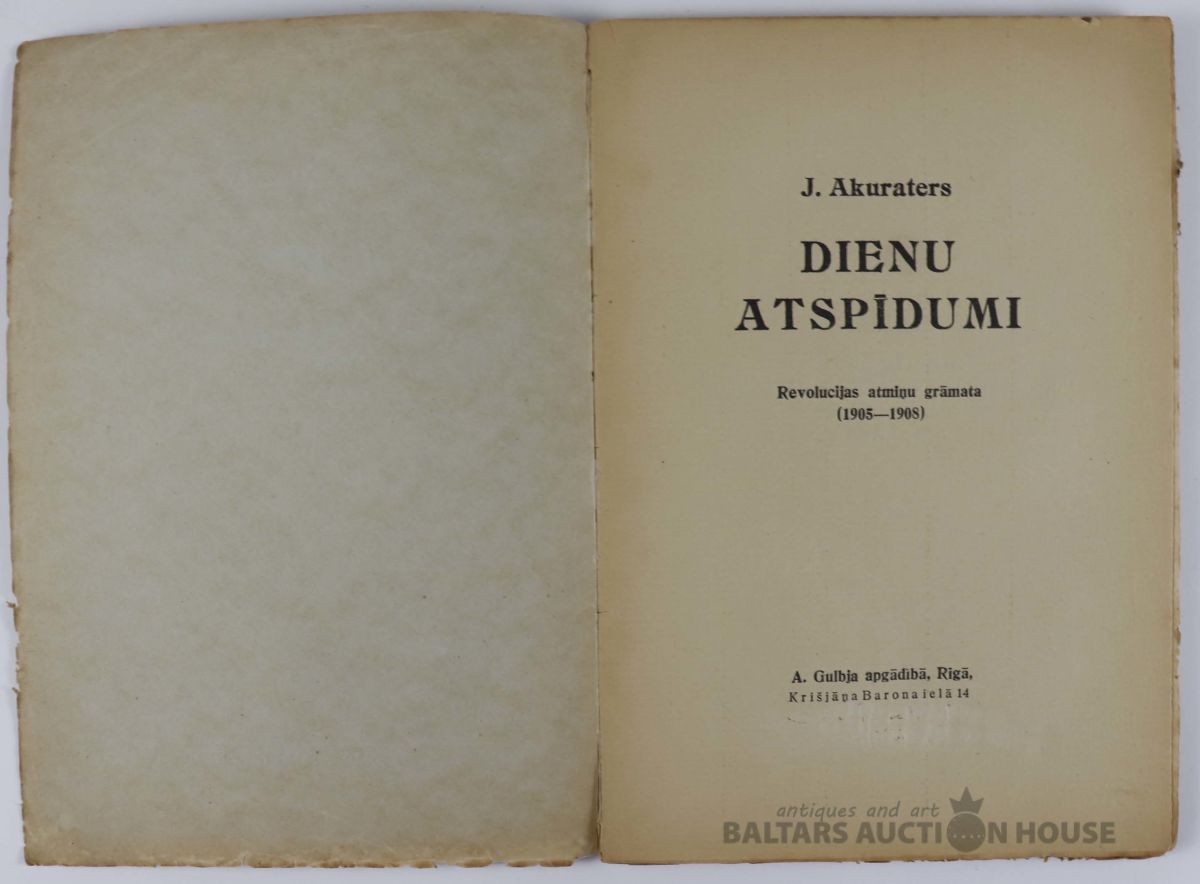 J. Akuraters
DIENU
ATSPĪDUMI
Revolucijas atmiņu grāmata
(1905—1908)
A. Gulbja apgādībā, Rīgā,
Krišjāņa Barona ielā 14
antiques and art
BALTARS AUCTION HOUSE